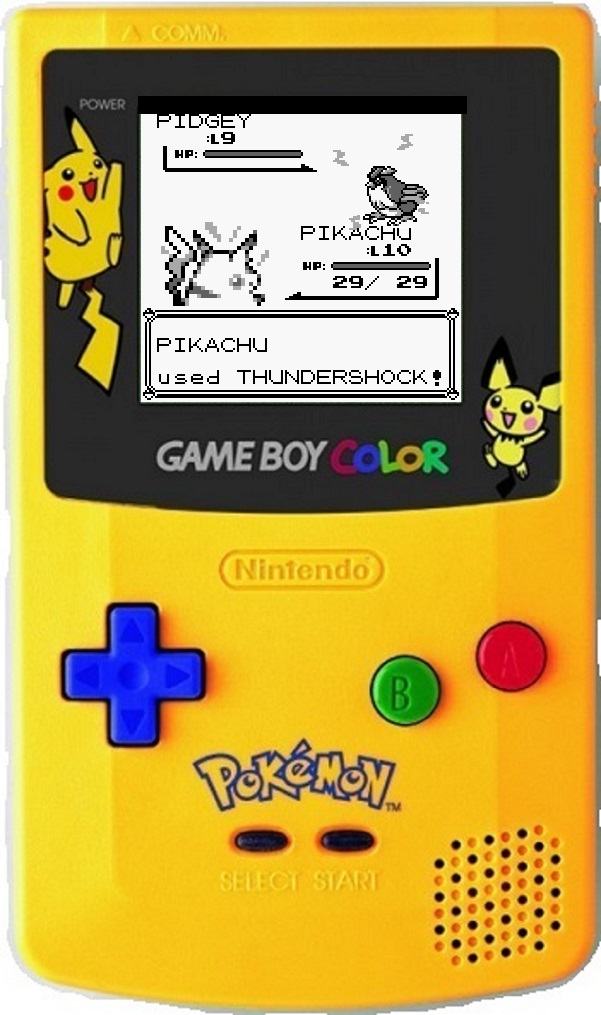 COMM.
POWER
PIDGEY
:L9
HP:
PIKACHU
:L10
HP:
29/ 29
PIKACHU
used THUNDERSHOCK!
GAME BOY COLOR
Nintendo
A
B
POKéMON
TM
SELECT START